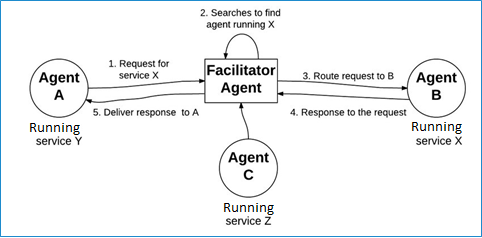 2. Searches to find
agent running X
1. Request for
service X
Facilitator
Agent
3. Route request to B
Agent
A
Agent
B
5. Deliver response to A
4. Response to the request
Running
service Y
Running
service X
Agent
C
Running
service Z